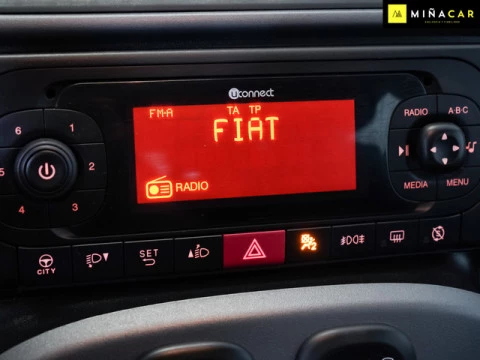 MIÑACAR
uconnect
FM-A TA TP
FIAT
RADIO
6 1
5 2
4 3
RADIO A-B-C
MEDIA MENU
CITY
SET